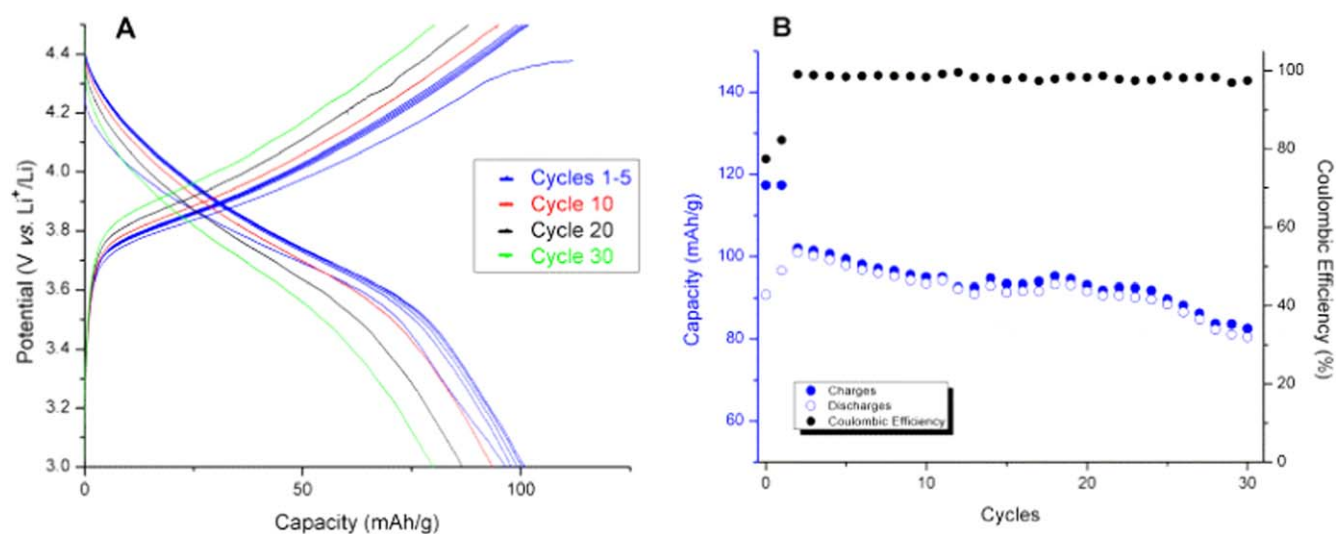 A
4.4
4.2
4.0
3.8
3.6
3.4
3.2
3.0
0
50
100
Potential (V vs. Li⁺/Li)
Capacity (mAh/g)
Cycles 1-5
Cycle 10
Cycle 20
Cycle 30
B
140
120
100
80
60
Capacity (mAh/g)
100
80
60
40
20
0
Coulombic Efficiency (%)
0
10
20
30
Cycles
Charges
Discharges
Coulombic Efficiency